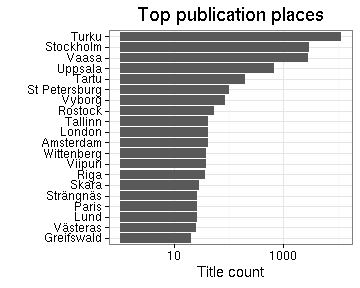 Top publication places
Turku
Stockholm
Vaasa
Uppsala
Tartu
St Petersburg
Vyborg
Rostock
Tallinn
London
Amsterdam
Wittenberg
Viipuri
Riga
Skara
Strängnäs
Paris
Lund
Västeras
Greifswald
10 1000
Title count